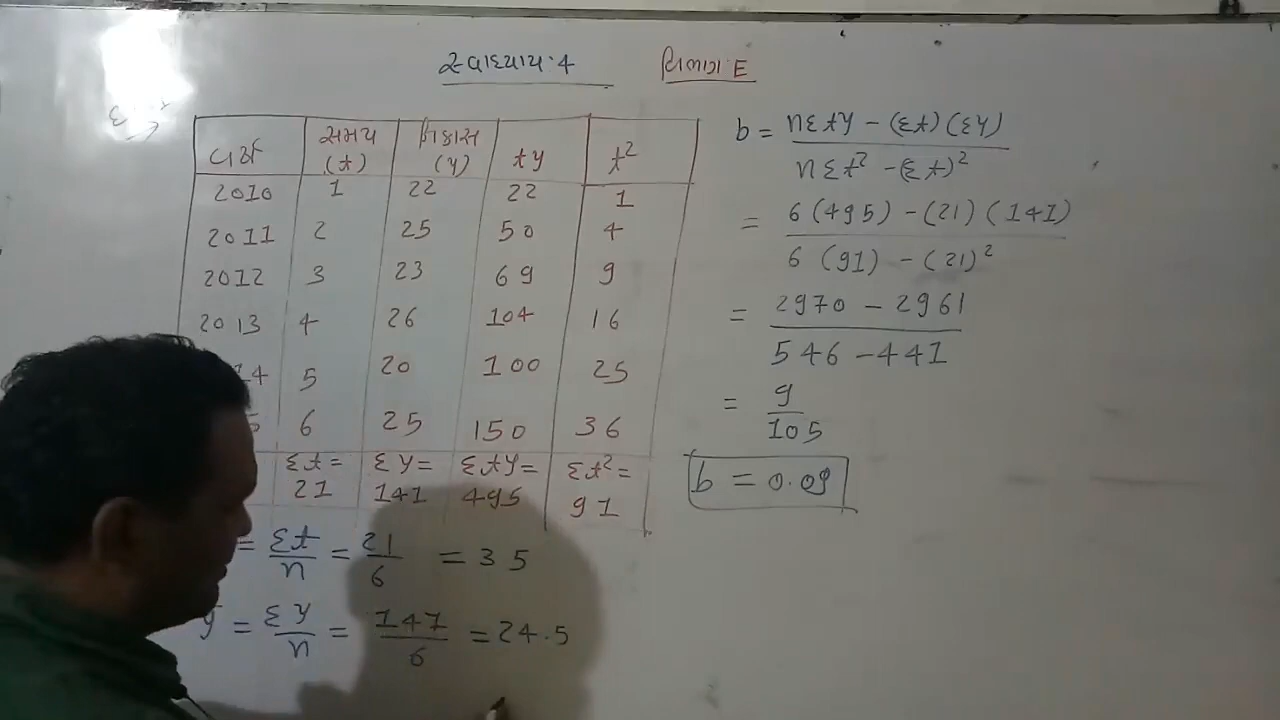 સ્વાધ્યાય·4 વિભાગ E
વર્ષ સમય (t) નિકાસ (y) ty t²
2010 1 22 22 1
2011 2 25 50 4
2012 3 23 69 9
2013 4 26 104 16
14 5 20 100 25
5 6 25 150 36
Σt= 21 Σy= 141 Σty= 495 Σt²= 91
= Σt/n = 21/6 = 35
ȳ = Σy/n = 147/6 = 24.5
b = nΣty - (Σt)(Σy) / nΣt² - (Σt)²
= 6(495) - (21)(141) / 6(91) - (21)²
= 2970 - 2961 / 546 - 441
= 9/105
b = 0.09